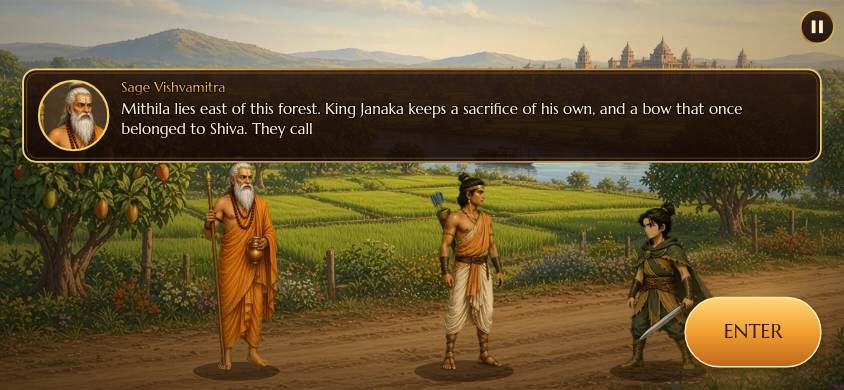 Sage Vishvamitra
Mithila lies east of this forest. King Janaka keeps a sacrifice of his own, and a bow that once
belonged to Shiva. They call
ENTER